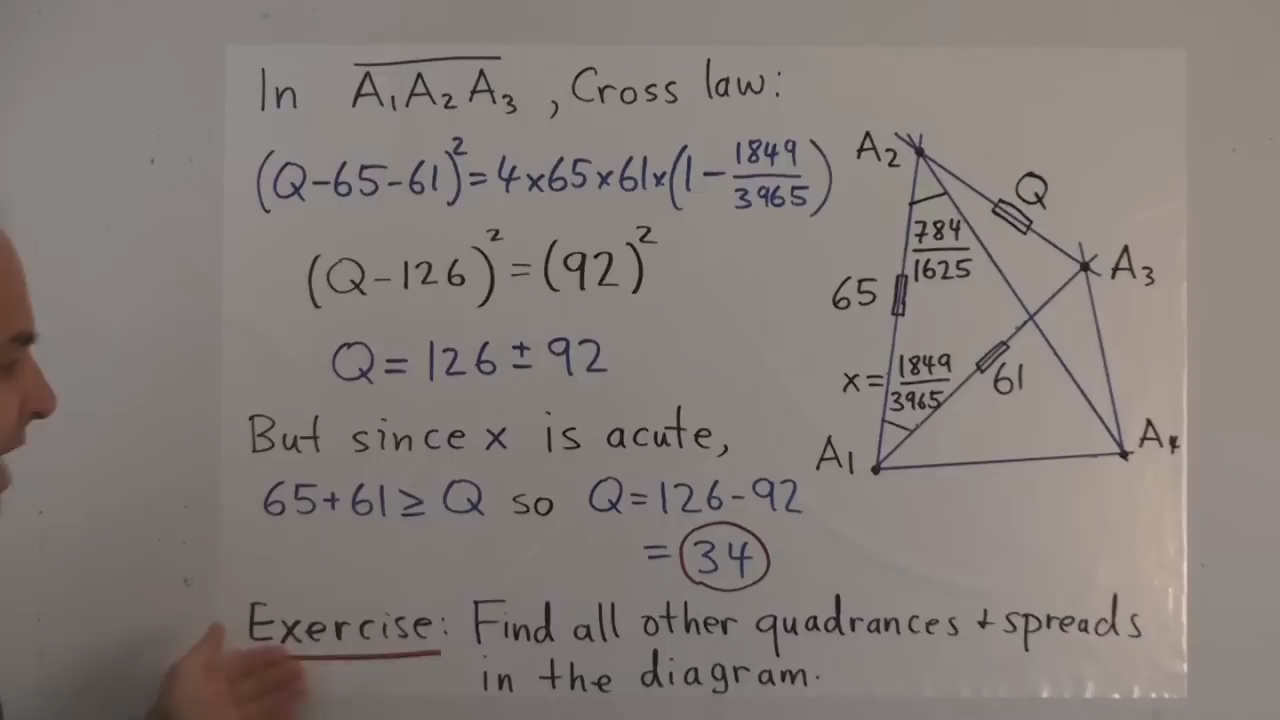 In A₁A₂A₃, Cross law:
(Q-65-61)² = 4×65×61×(1 - 1849/3965)
(Q-126)² = (92)²
Q = 126 ± 92
But since x is acute,
65+61 ≥ Q so Q = 126-92
= 34
Exercise: Find all other quadrances + spreads
in the diagram.
A₂
Q
784/1625
A₃
65
x = 1849/3965
61
A₁
A₄